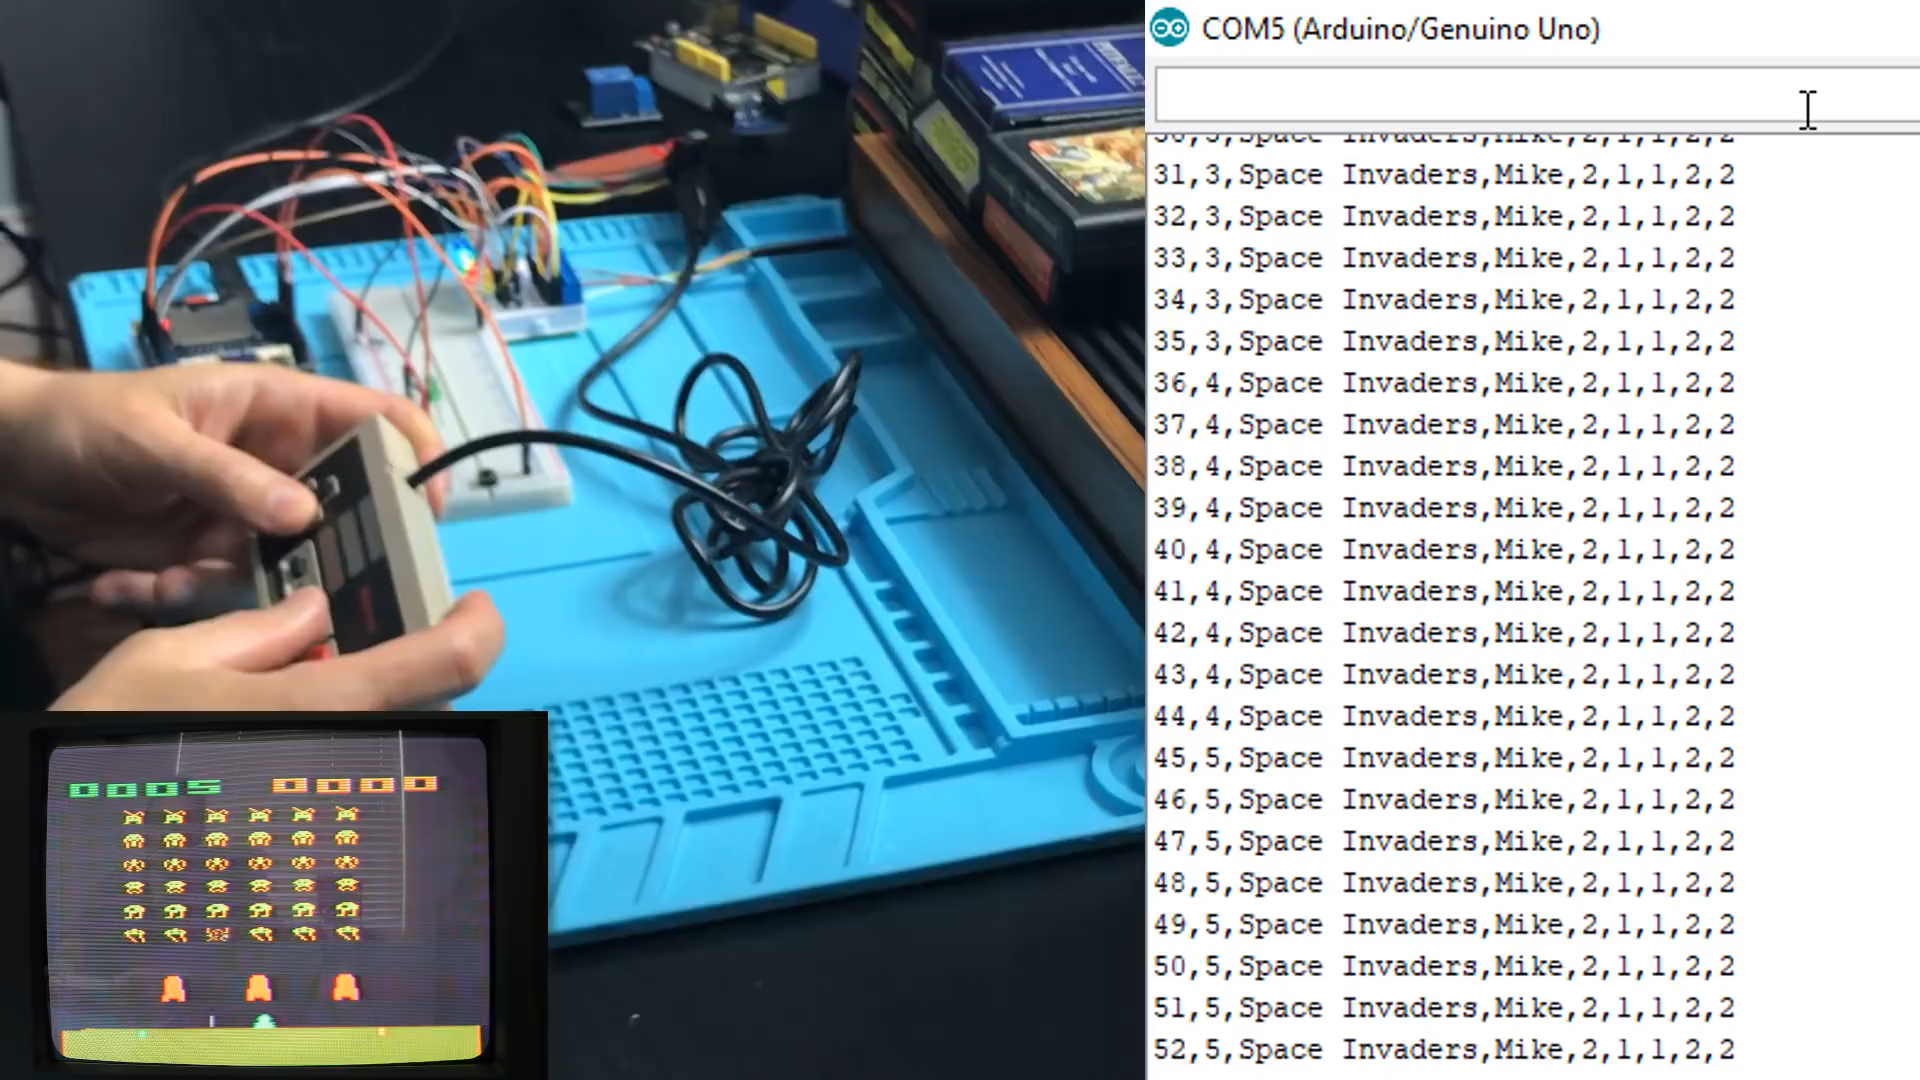 COM5 (Arduino/Genuino Uno)
30,3,Space Invaders,Mike,2,1,1,2,2
31,3,Space Invaders,Mike,2,1,1,2,2
32,3,Space Invaders,Mike,2,1,1,2,2
33,3,Space Invaders,Mike,2,1,1,2,2
34,3,Space Invaders,Mike,2,1,1,2,2
35,3,Space Invaders,Mike,2,1,1,2,2
36,4,Space Invaders,Mike,2,1,1,2,2
37,4,Space Invaders,Mike,2,1,1,2,2
38,4,Space Invaders,Mike,2,1,1,2,2
39,4,Space Invaders,Mike,2,1,1,2,2
40,4,Space Invaders,Mike,2,1,1,2,2
41,4,Space Invaders,Mike,2,1,1,2,2
42,4,Space Invaders,Mike,2,1,1,2,2
43,4,Space Invaders,Mike,2,1,1,2,2
44,4,Space Invaders,Mike,2,1,1,2,2
45,5,Space Invaders,Mike,2,1,1,2,2
46,5,Space Invaders,Mike,2,1,1,2,2
47,5,Space Invaders,Mike,2,1,1,2,2
48,5,Space Invaders,Mike,2,1,1,2,2
49,5,Space Invaders,Mike,2,1,1,2,2
50,5,Space Invaders,Mike,2,1,1,2,2
51,5,Space Invaders,Mike,2,1,1,2,2
52,5,Space Invaders,Mike,2,1,1,2,2
0005 0000